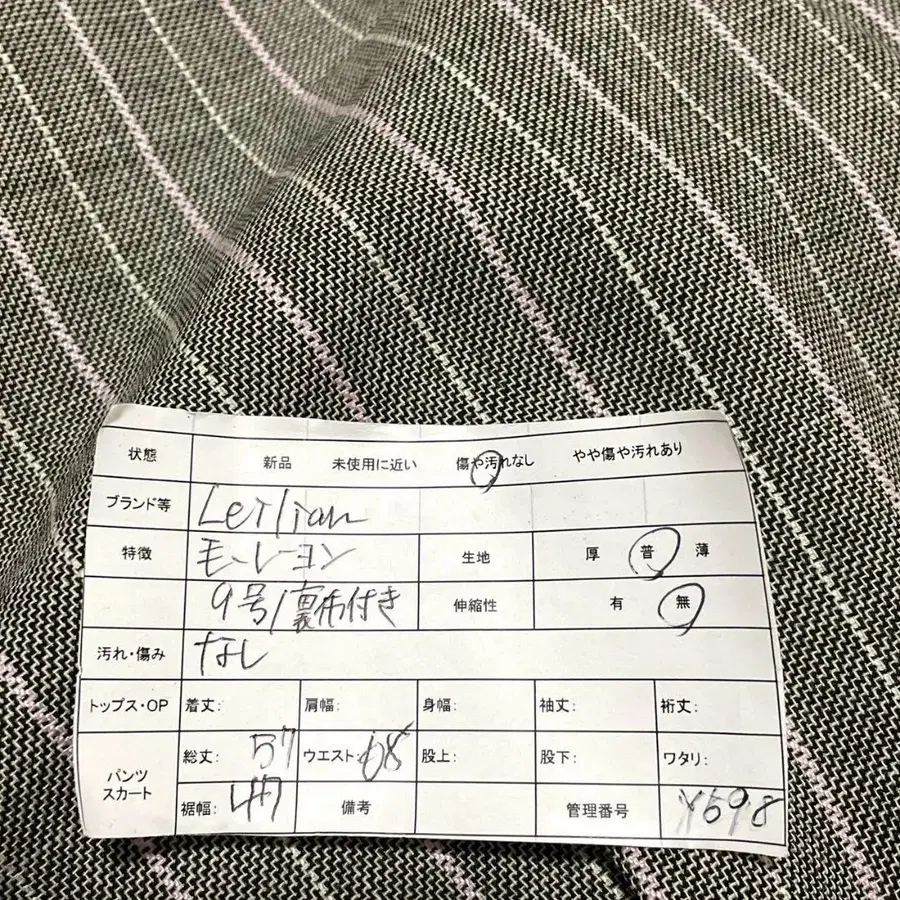 状態 新品 未使用に近い 傷や汚れなし やや傷や汚れあり
ブランド等 Leilian
特徴 毛・レーヨン 生地 厚 普 薄
9号/裏布付き 伸縮性 有 無
汚れ・傷み なし
トップス・OP 着丈: 肩幅: 身幅: 袖丈: 裄丈:
パンツ スカート 総丈: 57 ウエスト 68 股上: 股下: ワタリ:
裾幅: 47 備考 管理番号 598